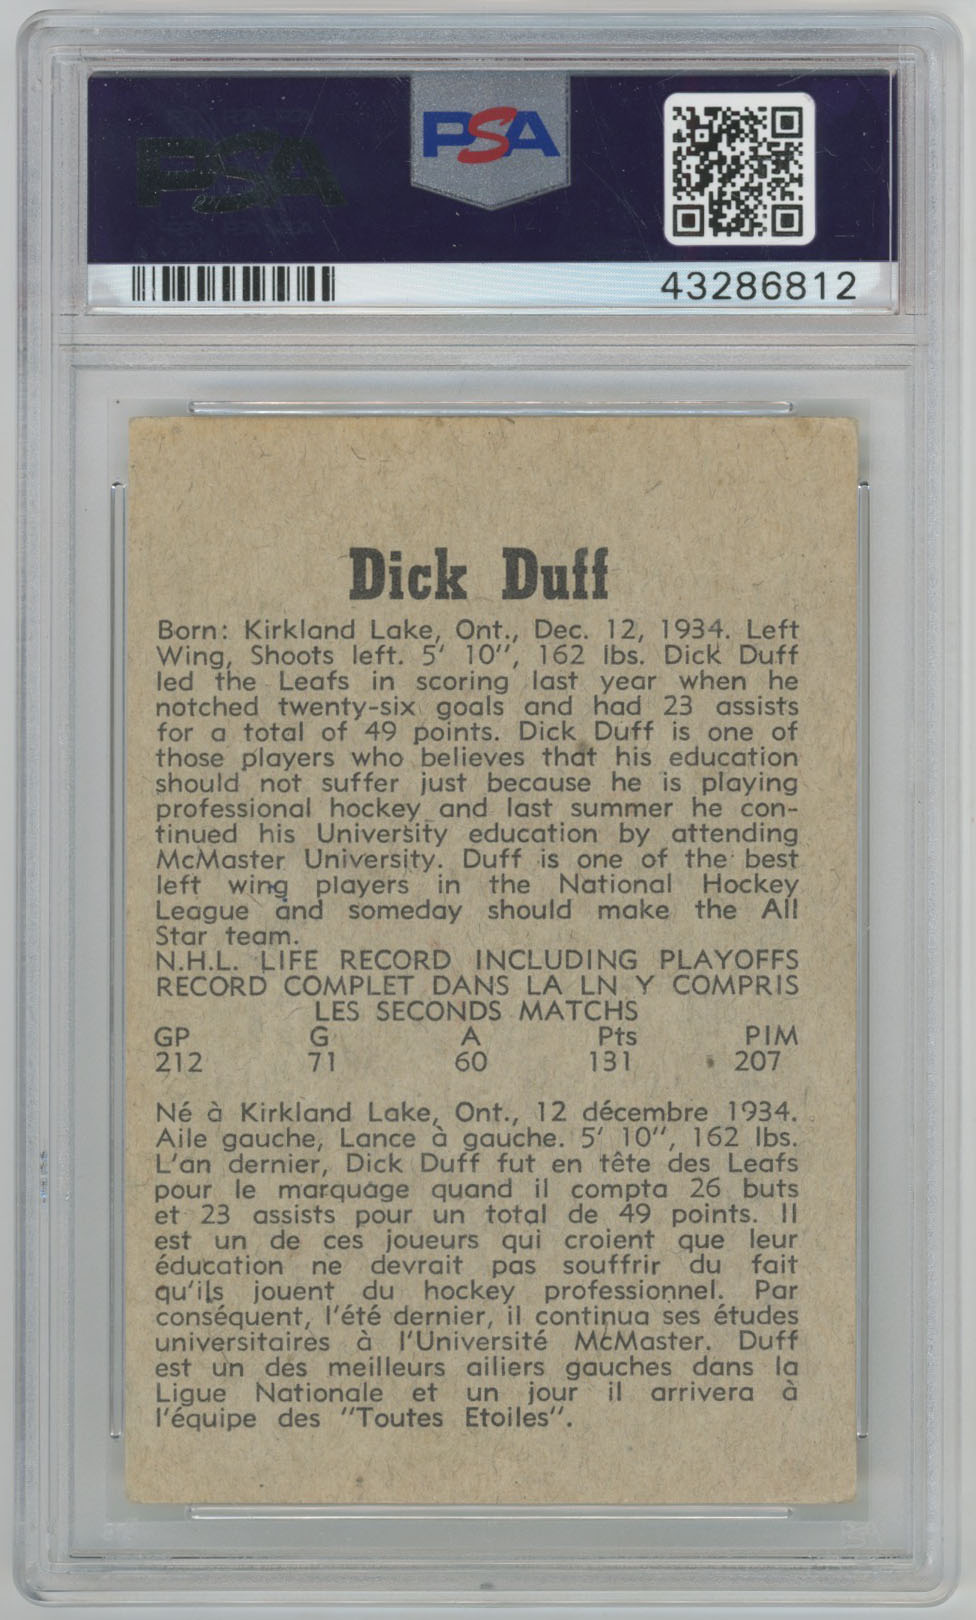 PSA
PSA
43286812
Dick Duff
Born: Kirkland Lake, Ont., Dec. 12, 1934. Left
Wing, Shoots left. 5' 10", 162 lbs. Dick Duff
led the Leafs in scoring last year when he
notched twenty-six goals and had 23 assists
for a total of 49 points. Dick Duff is one of
those players who believes that his education
should not suffer just because he is playing
professional hockey and last summer he con-
tinued his University education by attending
McMaster University. Duff is one of the best
left wing players in the National Hockey
League and someday should make the All
Star team.
N.H.L. LIFE RECORD INCLUDING PLAYOFFS
RECORD COMPLET DANS LA LN Y COMPRIS
LES SECONDS MATCHS
GP G A Pts PIM
212 71 60 131 207
Né à Kirkland Lake, Ont., 12 décembre 1934.
Aile gauche, Lance à gauche. 5' 10", 162 lbs.
L'an dernier, Dick Duff fut en tête des Leafs
pour le marquage quand il compta 26 buts
et 23 assists pour un total de 49 points. Il
est un de ces joueurs qui croient que leur
éducation ne devrait pas souffrir du fait
qu'ils jouent du hockey professionnel. Par
conséquent, l'été dernier, il continua ses études
universitaires à l'Université McMaster. Duff
est un des meilleurs ailiers gauches dans la
Ligue Nationale et un jour il arrivera à
l'équipe des "Toutes Etoiles".